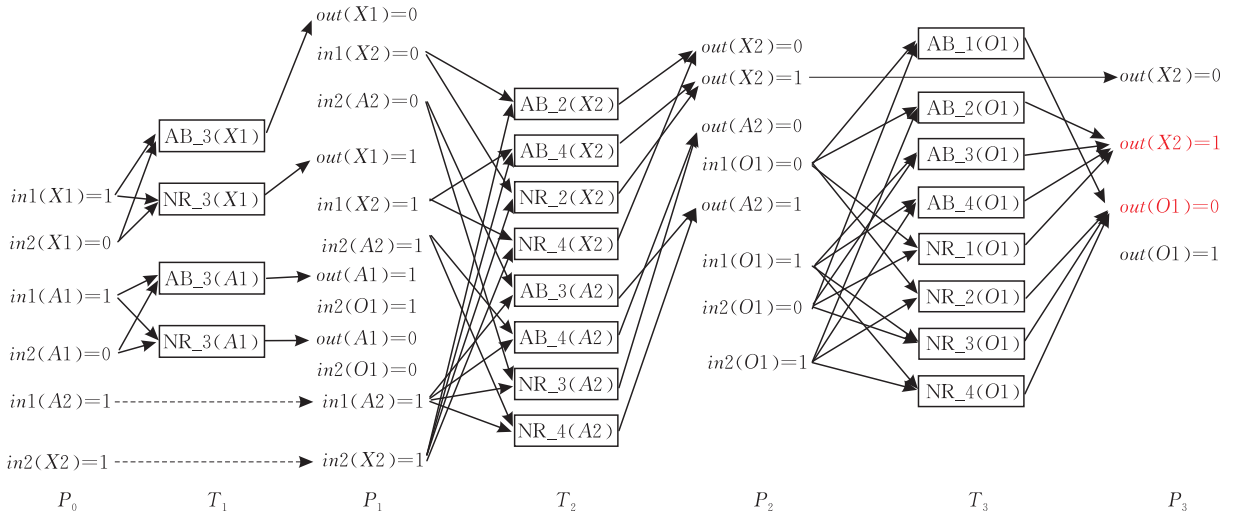 in1(X1)=1
in2(X1)=0
in1(A1)=1
in2(A1)=0
in1(A2)=1
in2(X2)=1
AB_3(X1)
NR_3(X1)
AB_3(A1)
NR_3(A1)
out(X1)=0
in1(X2)=0
in2(A2)=0
out(X1)=1
in1(X2)=1
in2(A2)=1
out(A1)=1
in2(O1)=1
out(A1)=0
in2(O1)=0
in1(A2)=1
in2(X2)=1
AB_2(X2)
AB_4(X2)
NR_2(X2)
NR_4(X2)
AB_3(A2)
AB_4(A2)
NR_3(A2)
NR_4(A2)
out(X2)=0
out(X2)=1
out(A2)=0
in1(O1)=0
out(A2)=1
in1(O1)=1
in2(O1)=0
in2(O1)=1
AB_1(O1)
AB_2(O1)
AB_3(O1)
AB_4(O1)
NR_1(O1)
NR_2(O1)
NR_3(O1)
NR_4(O1)
out(X2)=0
out(X2)=1
out(O1)=0
out(O1)=1
P0 T1 P1 T2 P2 T3 P3